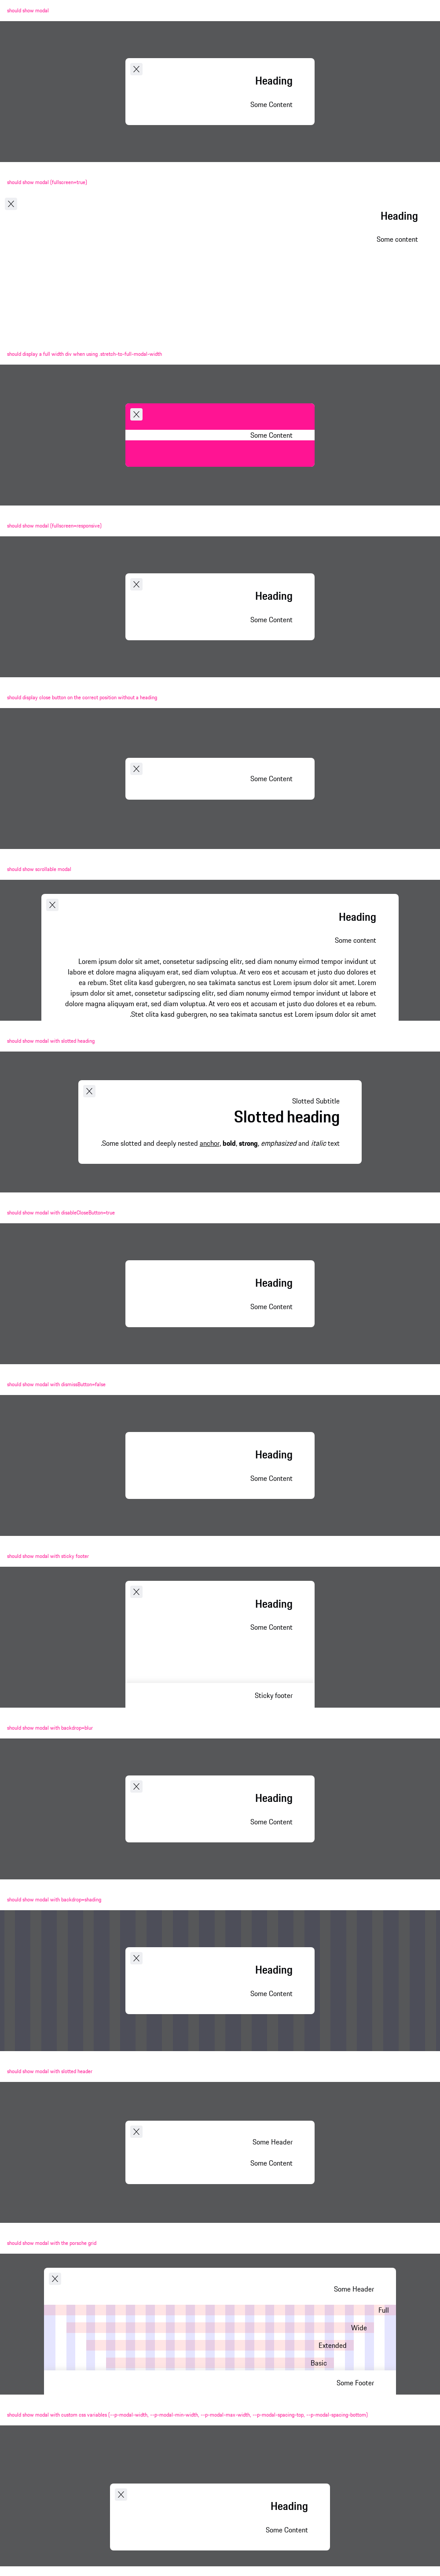 should show modal
Heading
Some Content
should show modal (fullscreen=true)
Heading
Some content
should display a full width div when using .stretch-to-full-modal-width
Some Content
should show modal (fullscreen=responsive)
Heading
Some Content
should display close button on the correct position without a heading.
Some Content
should show scrollable modal
Heading
Some content
Lorem ipsum dolor sit amet, consetetur sadipscing elitr, sed diam nonumy eirmod tempor invidunt ut
labore et dolore magna aliquyam erat, sed diam voluptua. At vero eos et accusam et justo duo dolores et
ea rebum. Stet clita kasd gubergren, no sea takimata sanctus est Lorem ipsum dolor sit amet. Lorem
ipsum dolor sit amet, consetetur sadipscing elitr, sed diam nonumy eirmod tempor invidunt ut labore et
dolore magna aliquyam erat, sed diam voluptua. At vero eos et accusam et justo duo dolores et ea rebum.
.Stet clita kasd gubergren, no sea takimata sanctus est Lorem ipsum dolor sit amet
should show modal with slotted heading
Slotted Subtitle
Slotted heading
.Some slotted and deeply nested anchor, bold, strong, emphasized and italic text
should show modal with disableCloseButton=true
Heading
Some Content
should show modal with dismissButton=false
Heading
Some Content
should show modal with sticky footer
Heading
Some Content
Sticky footer
should show modal with backdrop=blur
Heading
Some Content
should show modal with backdrop=shading
Heading
Some Content
should show modal with slotted header
Some Header
Some Content
should show modal with the porsche grid
Some Header
Full
Wide
Extended
Basic
Some Footer
should show modal with custom css variables (--p-modal-width, --p-modal-min-width, --p-modal-max-width, --p-modal-spacing-top, --p-modal-spacing-bottom)
Heading
Some Content